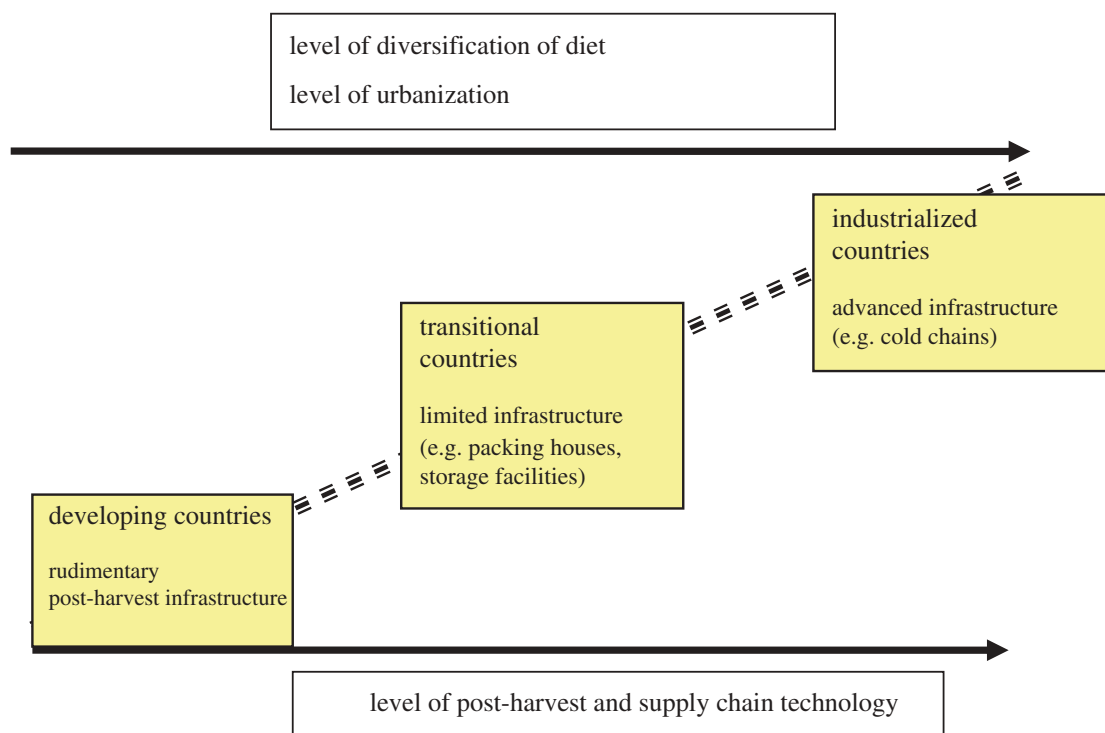 level of diversification of diet
level of urbanization
industrialized
countries
advanced infrastructure
(e.g. cold chains)
transitional
countries
limited infrastructure
(e.g. packing houses,
storage facilities)
developing countries
rudimentary
post-harvest infrastructure
level of post-harvest and supply chain technology